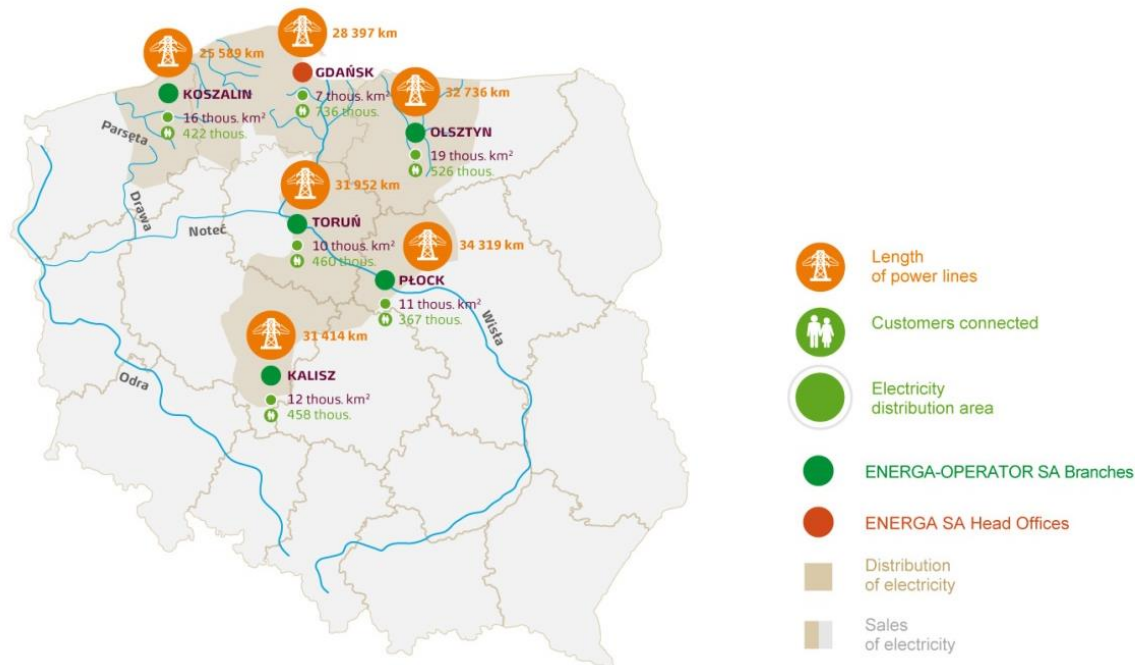 28 397 km
25 589 km
GDAŃSK
7 thous. km²
736 thous.
32 736 km
KOSZALIN
16 thous. km²
422 thous.
OLSZTYN
19 thous. km²
526 thous.
Parsęta
Drawa
Noteć
31 952 km
TORUŃ
10 thous. km²
460 thous.
34 319 km
PŁOCK
11 thous. km²
367 thous.
Wisła
31 414 km
KALISZ
12 thous. km²
458 thous.
Odra
Length
of power lines
Customers connected
Electricity
distribution area
ENERGA-OPERATOR SA Branches
ENERGA SA Head Offices
Distribution
of electricity
Sales
of electricity